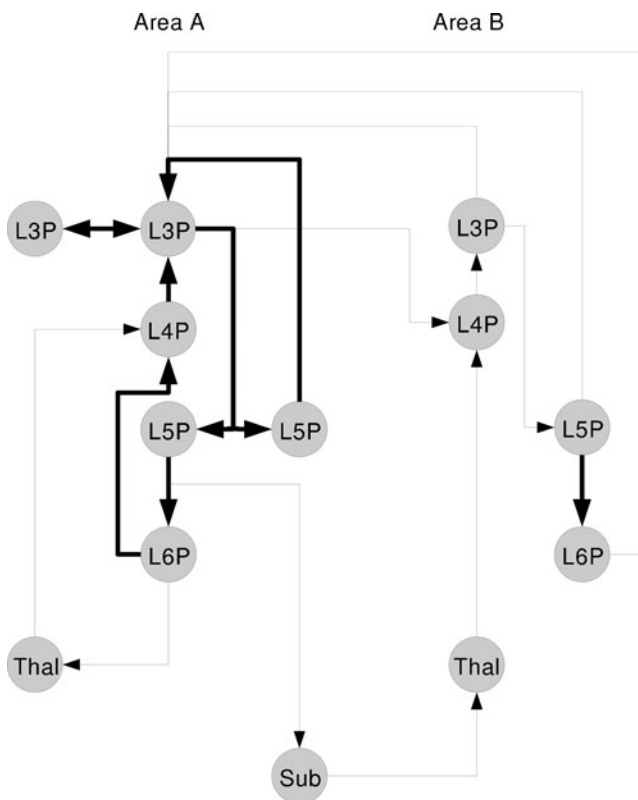 Area A Area B
L3P L3P L3P
L4P L4P
L5P L5P L5P
L6P L6P
Thal Thal
Sub